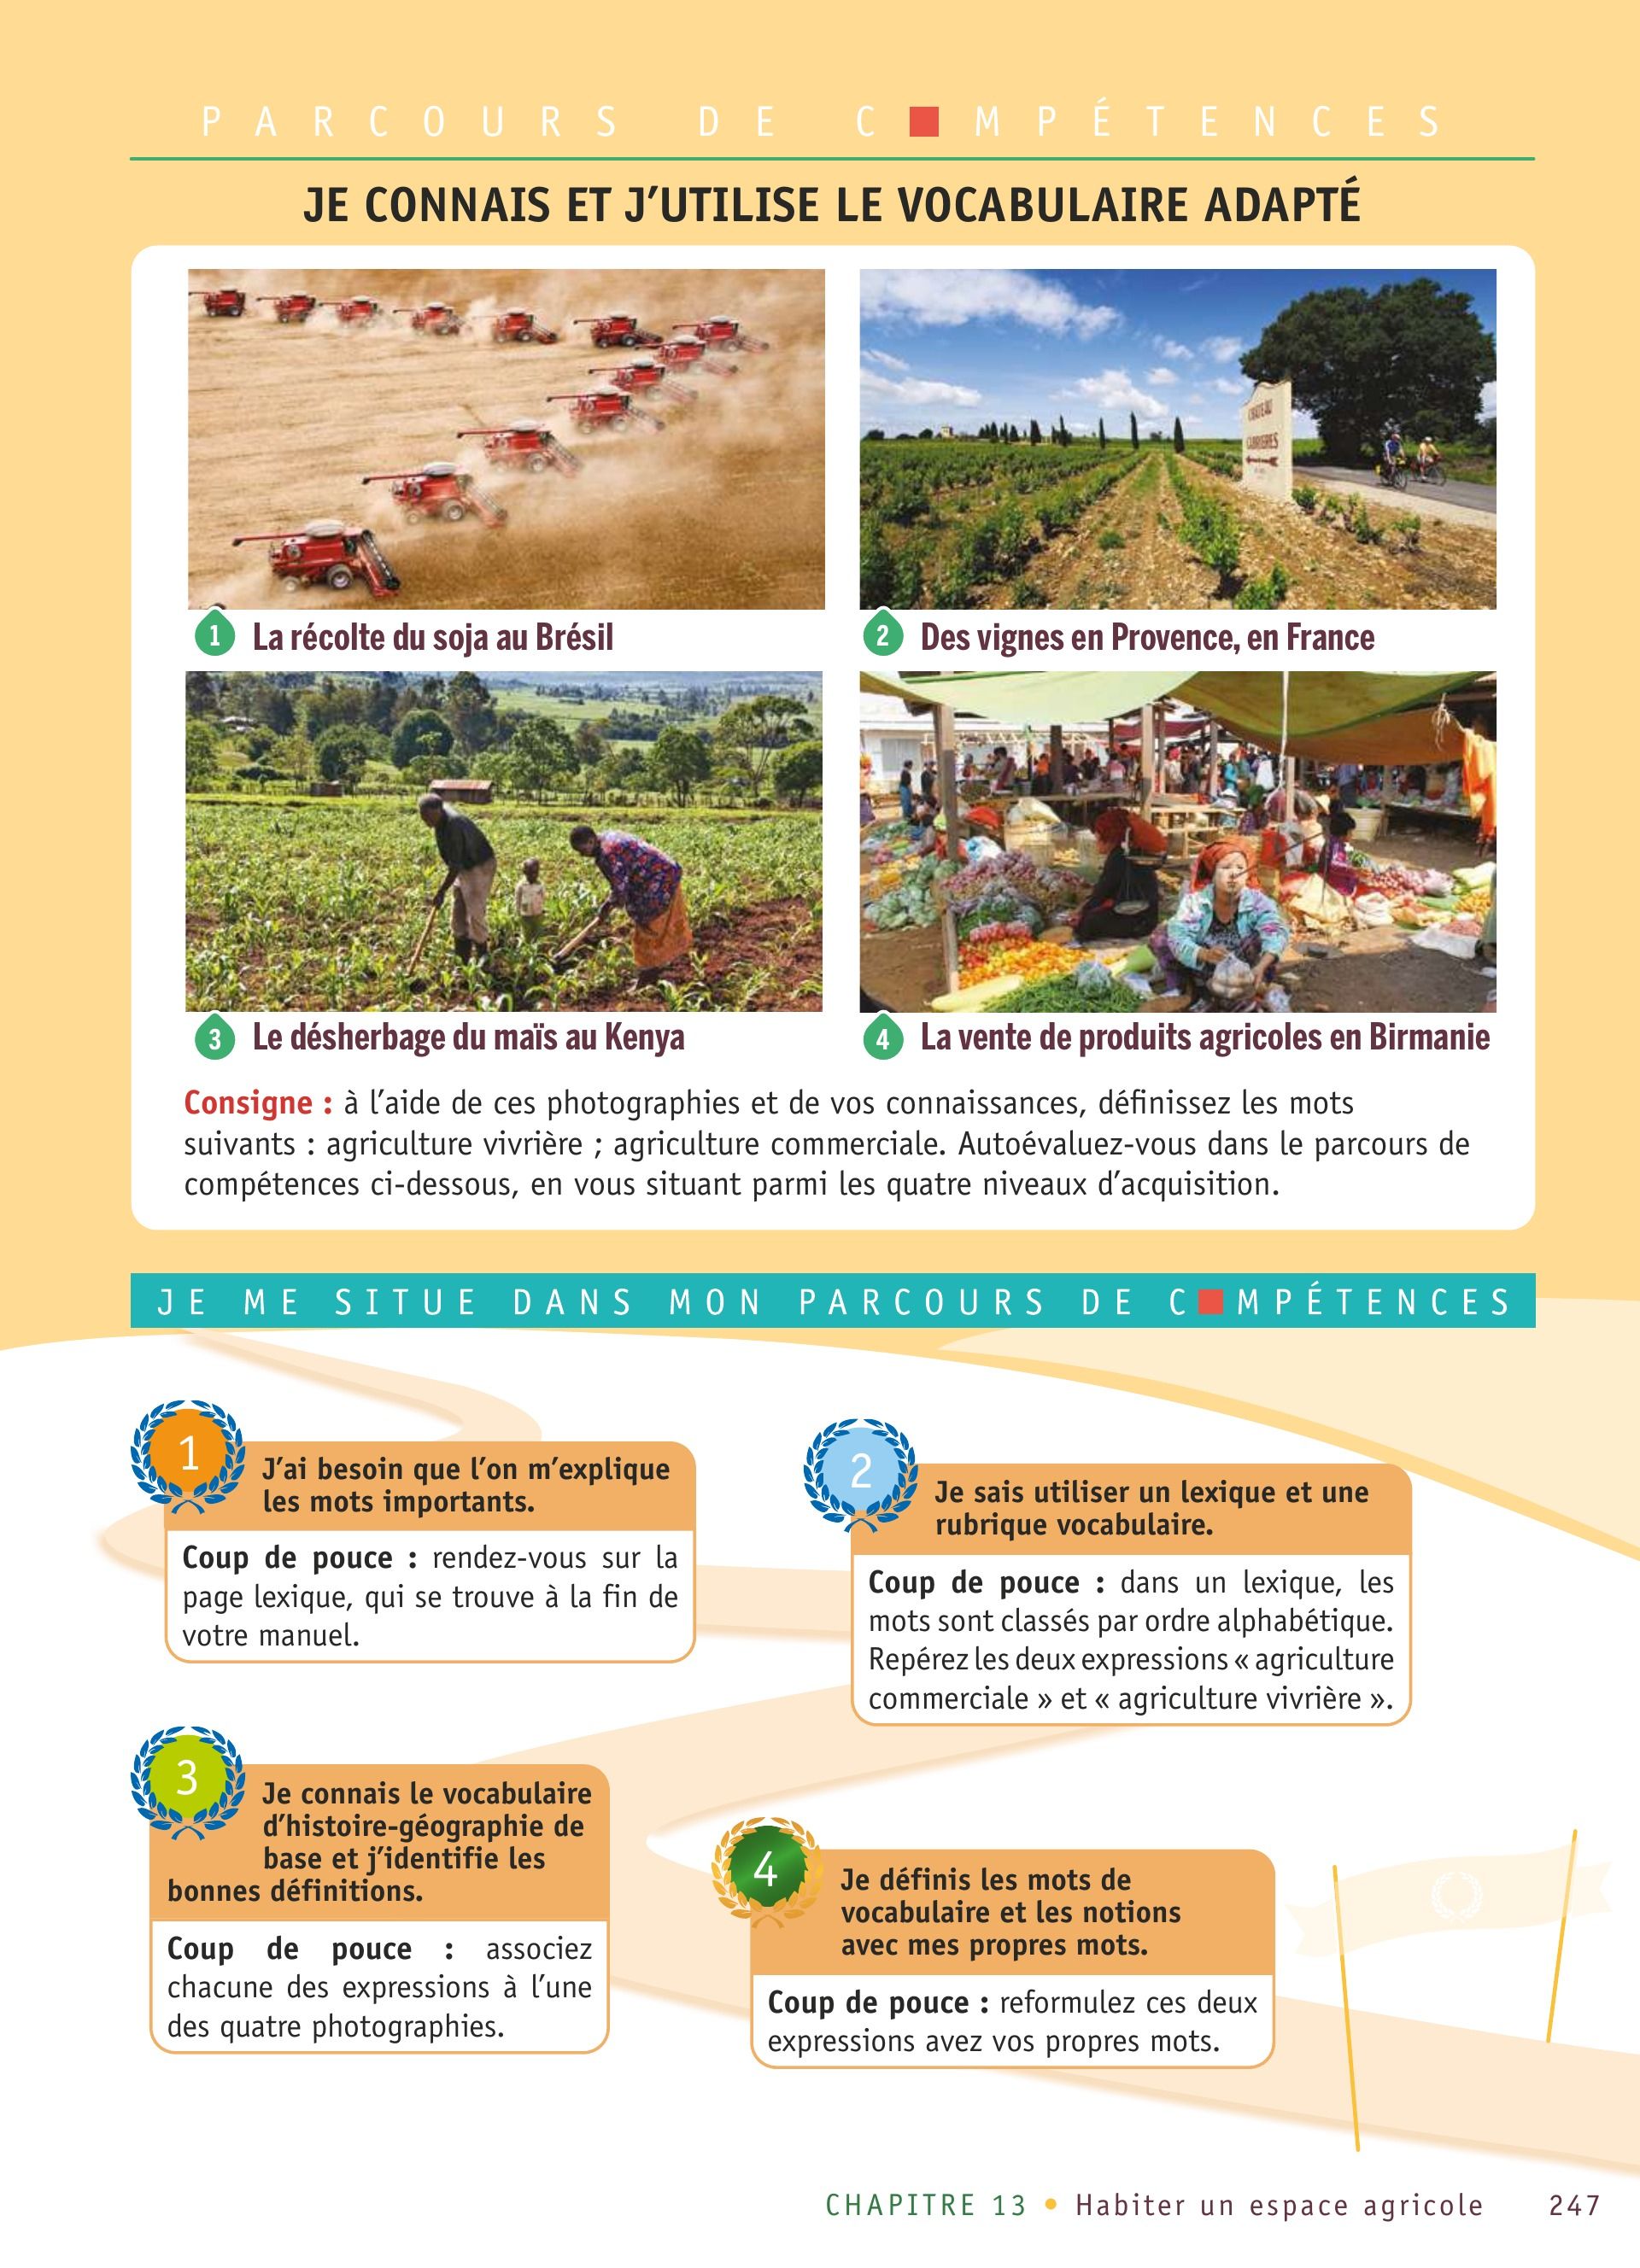 PARCOURS DE C■MPÉTENCES
JE CONNAIS ET J'UTILISE LE VOCABULAIRE ADAPTÉ
CHÂTEAU
CABRIÈRES
1 La récolte du soja au Brésil
2 Des vignes en Provence, en France
3 Le désherbage du maïs au Kenya
4 La vente de produits agricoles en Birmanie
Consigne : à l'aide de ces photographies et de vos connaissances, définissez les mots
suivants : agriculture vivrière ; agriculture commerciale. Autoévaluez-vous dans le parcours de
compétences ci-dessous, en vous situant parmi les quatre niveaux d'acquisition.
JE ME SITUE DANS MON PARCOURS DE C■MPÉTENCES
1
J'ai besoin que l'on m'explique
les mots importants.
Coup de pouce : rendez-vous sur la
page lexique, qui se trouve à la fin de
votre manuel.
2
Je sais utiliser un lexique et une
rubrique vocabulaire.
Coup de pouce : dans un lexique, les
mots sont classés par ordre alphabétique.
Repérez les deux expressions « agriculture
commerciale » et « agriculture vivrière ».
3
Je connais le vocabulaire
d'histoire-géographie de
base et j'identifie les
bonnes définitions.
Coup de pouce : associez
chacune des expressions à l'une
des quatre photographies.
4
Je définis les mots de
vocabulaire et les notions
avec mes propres mots.
Coup de pouce : reformulez ces deux
expressions avez vos propres mots.
CHAPITRE 13 • Habiter un espace agricole 247